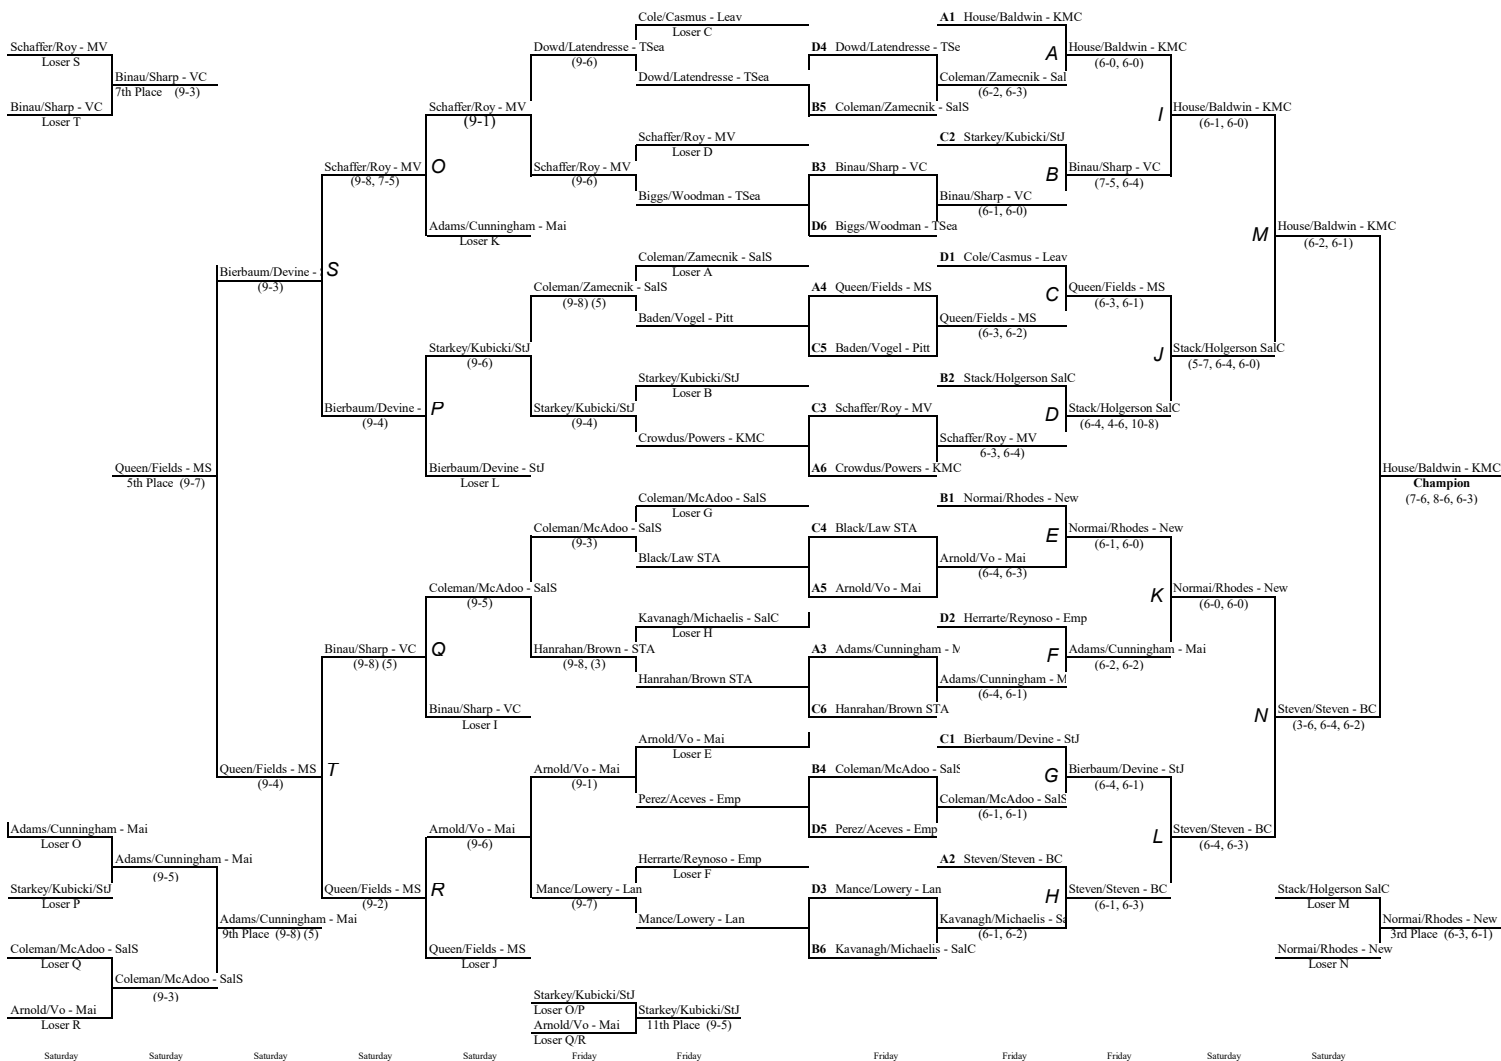 Cole/Casmus - Leav
Loser C
A1 House/Baldwin - KMC
Schaffer/Roy - MV
Loser S
Dowd/Latendresse - TSea
(9-6)
D4 Dowd/Latendresse - TSe
A
House/Baldwin - KMC
(6-0, 6-0)
Binau/Sharp - VC
7th Place (9-3)
Dowd/Latendresse - TSea
Coleman/Zamecnik - Sal
(6-2, 6-3)
Binau/Sharp - VC
Loser T
Schaffer/Roy - MV
(9-1)
B5 Coleman/Zamecnik - SalS
I
House/Baldwin - KMC
(6-1, 6-0)
Schaffer/Roy - MV
Loser D
C2 Starkey/Kubicki/StJ
Schaffer/Roy - MV
(9-8, 7-5)
O
Schaffer/Roy - MV
(9-6)
B3 Binau/Sharp - VC
B
Binau/Sharp - VC
(7-5, 6-4)
Biggs/Woodman - TSea
Binau/Sharp - VC
(6-1, 6-0)
Adams/Cunningham - Mai
Loser K
D6 Biggs/Woodman - TSea
M
House/Baldwin - KMC
(6-2, 6-1)
Bierbaum/Devine - S
(9-3)
S
Coleman/Zamecnik - SalS
Loser A
D1 Cole/Casmus - Leav
Coleman/Zamecnik - SalS
(9-8) (5)
A4 Queen/Fields - MS
C
Queen/Fields - MS
(6-3, 6-1)
Baden/Vogel - Pitt
Queen/Fields - MS
(6-3, 6-2)
Starkey/Kubicki/StJ
(9-6)
C5 Baden/Vogel - Pitt
J
Stack/Holgerson SalC
(5-7, 6-4, 6-0)
Starkey/Kubicki/StJ
Loser B
B2 Stack/Holgerson SalC
Bierbaum/Devine -
(9-4)
P
Starkey/Kubicki/StJ
(9-4)
C3 Schaffer/Roy - MV
D
Stack/Holgerson SalC
(6-4, 4-6, 10-8)
Crowdus/Powers - KMC
Schaffer/Roy - MV
6-3, 6-4)
Queen/Fields - MS
5th Place (9-7)
Bierbaum/Devine - StJ
Loser L
A6 Crowdus/Powers - KMC
House/Baldwin - KMC
Champion
(7-6, 8-6, 6-3)
Coleman/McAdoo - SalS
Loser G
B1 Normai/Rhodes - New
Coleman/McAdoo - SalS
(9-3)
C4 Black/Law STA
E
Normai/Rhodes - New
(6-1, 6-0)
Black/Law STA
Arnold/Vo - Mai
(6-4, 6-3)
Coleman/McAdoo - SalS
(9-5)
A5 Arnold/Vo - Mai
K
Normai/Rhodes - New
(6-0, 6-0)
Kavanagh/Michaelis - SalC
Loser H
D2 Herrarte/Reynoso - Emp
Binau/Sharp - VC
(9-8) (5)
Q
Hanrahan/Brown - STA
(9-8, (3)
A3 Adams/Cunningham - M
F
Adams/Cunningham - Mai
(6-2, 6-2)
Hanrahan/Brown STA
Adams/Cunningham - M
(6-4, 6-1)
Binau/Sharp - VC
Loser I
C6 Hanrahan/Brown STA
N
Steven/Steven - BC
(3-6, 6-4, 6-2)
Arnold/Vo - Mai
Loser E
C1 Bierbaum/Devine - StJ
Queen/Fields - MS
(9-4)
T
Arnold/Vo - Mai
(9-1)
B4 Coleman/McAdoo - SalS
G
Bierbaum/Devine - StJ
(6-4, 6-1)
Perez/Aceves - Emp
Coleman/McAdoo - SalS
(6-1, 6-1)
Adams/Cunningham - Mai
Loser O
Arnold/Vo - Mai
(9-6)
D5 Perez/Aceves - Emp
L
Steven/Steven - BC
(6-4, 6-3)
Adams/Cunningham - Mai
(9-5)
Herrarte/Reynoso - Emp
Loser F
A2 Steven/Steven - BC
Starkey/Kubicki/StJ
Loser P
Queen/Fields - MS
(9-2)
R
Mance/Lowery - Lan
(9-7)
D3 Mance/Lowery - Lan
H
Steven/Steven - BC
(6-1, 6-3)
Stack/Holgerson SalC
Loser M
Adams/Cunningham - Mai
9th Place (9-8) (5)
Mance/Lowery - Lan
Kavanagh/Michaelis - Sa
(6-1, 6-2)
Normai/Rhodes - New
3rd Place (6-3, 6-1)
Coleman/McAdoo - SalS
Loser Q
Queen/Fields - MS
Loser J
B6 Kavanagh/Michaelis - SalC
Normai/Rhodes - New
Loser N
Coleman/McAdoo - SalS
(9-3)
Starkey/Kubicki/StJ
Loser O/P
Arnold/Vo - Mai
Loser R
Starkey/Kubicki/StJ
11th Place (9-5)
Arnold/Vo - Mai
Loser Q/R
Saturday Saturday Saturday Saturday Saturday Friday Friday Friday Friday Friday Saturday Saturday